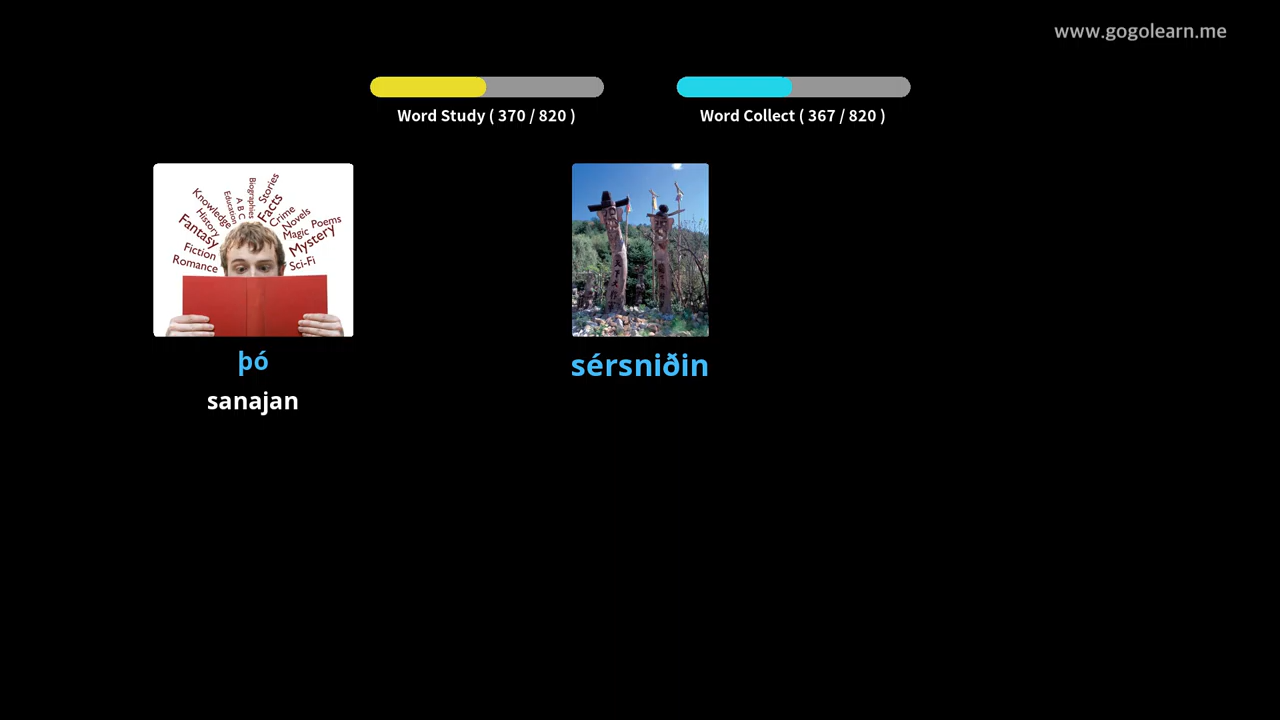 www.gogolearn.me
Word Study ( 370 / 820 )
Word Collect ( 367 / 820 )
Knowledge
History
Fantasy
Fiction
Romance
Education
A B C
Biographies
Stories
Facts
Crime
Novels
Magic
Poems
Mystery
Sci-Fi
þó
sanajan
sérsniðin